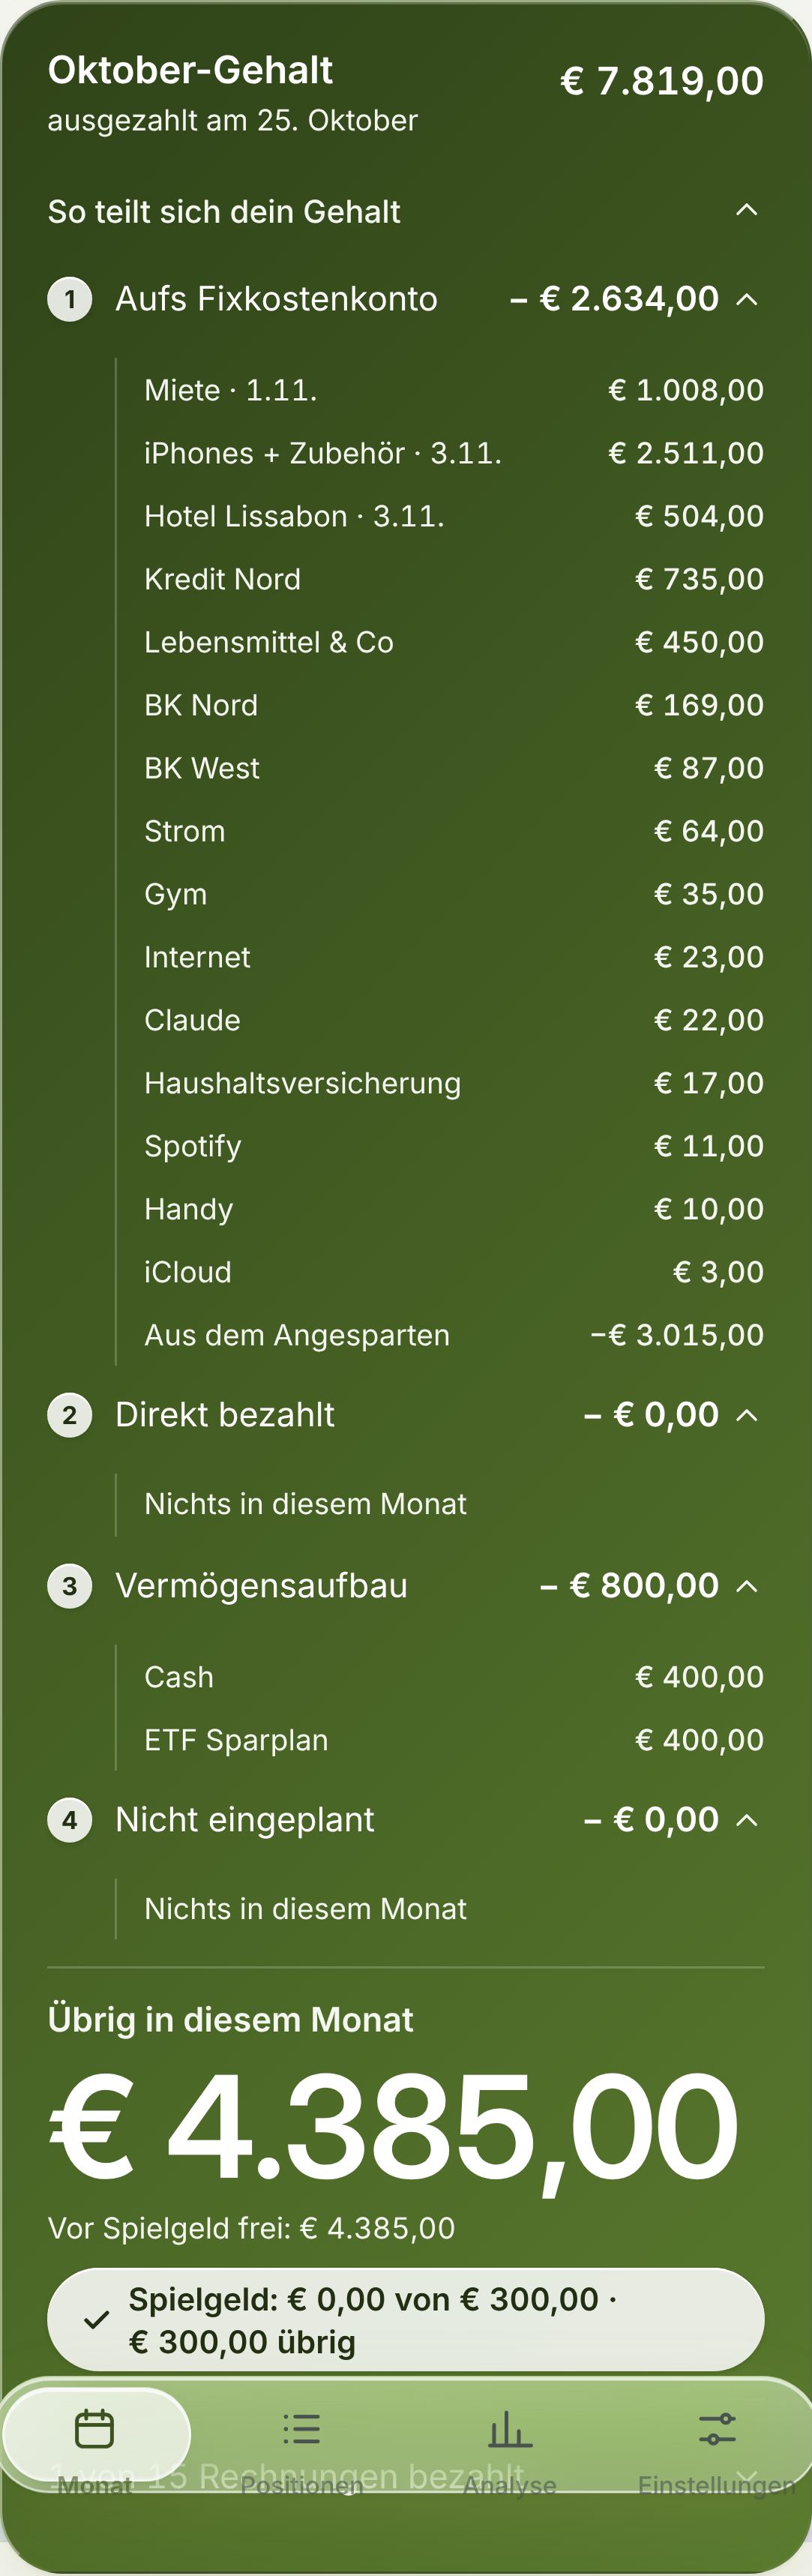 Oktober-Gehalt
€ 7.819,00
ausgezahlt am 25. Oktober
So teilt sich dein Gehalt
1 Aufs Fixkostenkonto – € 2.634,00
Miete · 1.11. € 1.008,00
iPhones + Zubehör · 3.11. € 2.511,00
Hotel Lissabon · 3.11. € 504,00
Kredit Nord € 735,00
Lebensmittel & Co € 450,00
BK Nord € 169,00
BK West € 87,00
Strom € 64,00
Gym € 35,00
Internet € 23,00
Claude € 22,00
Haushaltsversicherung € 17,00
Spotify € 11,00
Handy € 10,00
iCloud € 3,00
Aus dem Angesparten −€ 3.015,00
2 Direkt bezahlt – € 0,00
Nichts in diesem Monat
3 Vermögensaufbau – € 800,00
Cash € 400,00
ETF Sparplan € 400,00
4 Nicht eingeplant – € 0,00
Nichts in diesem Monat
Übrig in diesem Monat
€ 4.385,00
Vor Spielgeld frei: € 4.385,00
Spielgeld: € 0,00 von € 300,00 ·
€ 300,00 übrig
1 von 15 Rechnungen bezahlt
Monat Positionen Analyse Einstellungen